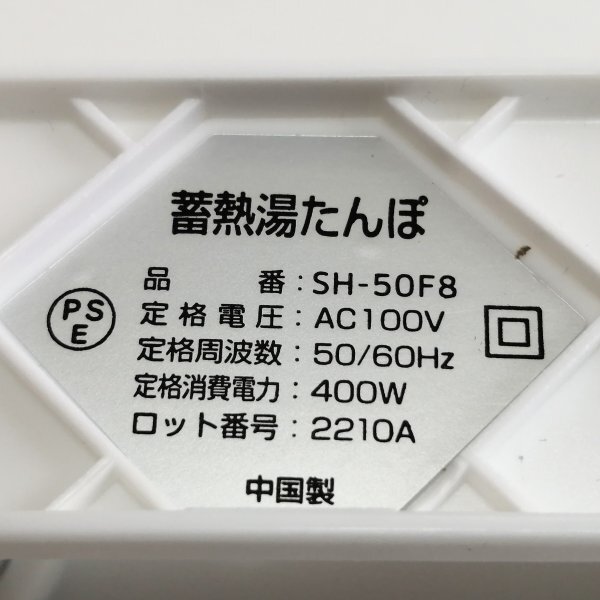 蓄熱湯たんぽ
品番:SH-50F8
PSE
定格電圧:AC100V
定格周波数:50/60Hz
定格消費電力:400W
ロット番号:2210A
中国製